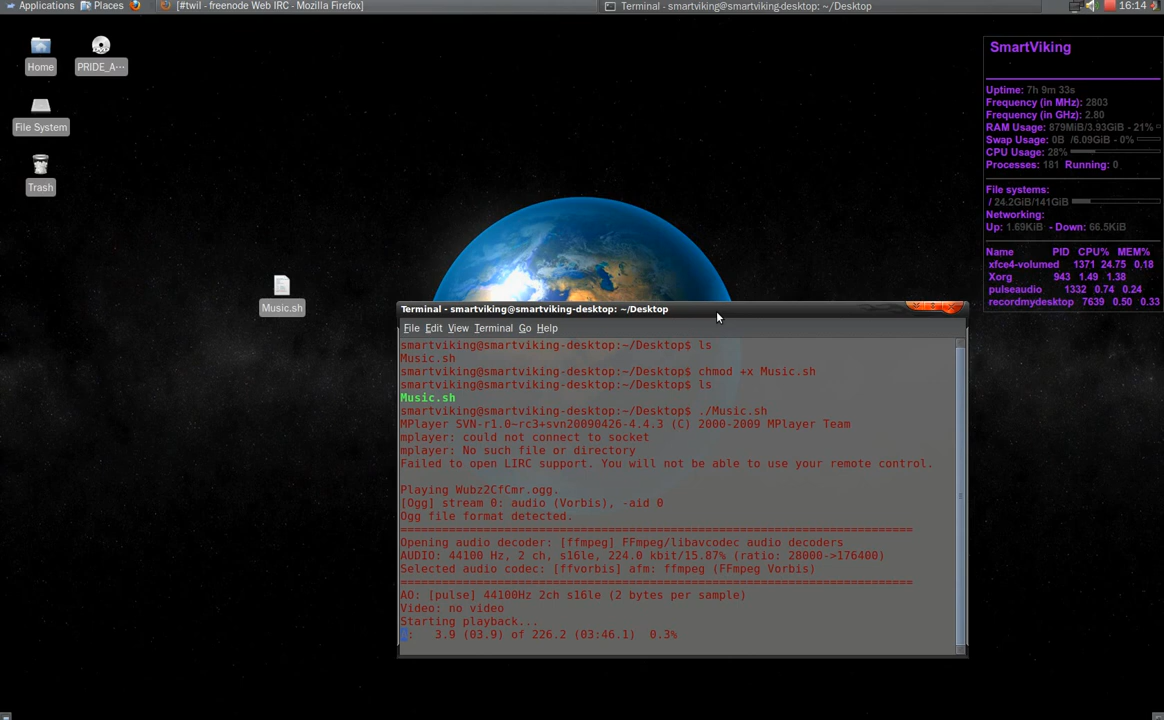 Applications Places [#twil - freenode Web IRC - Mozilla Firefox] Terminal - smartviking@smartviking-desktop: ~/Desktop 16:14
Home
PRIDE_A···
File System
Trash
Music.sh
SmartViking
Uptime: 7h 9m 33s
Frequency (in MHz): 2803
Frequency (in GHz): 2.80
RAM Usage: 879MiB/3.93GiB - 21%
Swap Usage: 0B /6.09GiB - 0%
CPU Usage: 28%
Processes: 181 Running: 0
File systems:
/ 24.2GiB/141GiB
Networking:
Up: 1.69KiB - Down: 66.5KiB
Name PID CPU% MEM%
xfce4-volumed 1371 24.75 0.18
Xorg 943 1.49 1.38
pulseaudio 1332 0.74 0.24
recordmydesktop 7639 0.50 0.33
Terminal - smartviking@smartviking-desktop: ~/Desktop
File Edit View Terminal Go Help
smartviking@smartviking-desktop:~/Desktop$ ls
Music.sh
smartviking@smartviking-desktop:~/Desktop$ chmod +x Music.sh
smartviking@smartviking-desktop:~/Desktop$ ls
Music.sh
smartviking@smartviking-desktop:~/Desktop$ ./Music.sh
MPlayer SVN-r1.0~rc3+svn20090426-4.4.3 (C) 2000-2009 MPlayer Team
mplayer: could not connect to socket
mplayer: No such file or directory
Failed to open LIRC support. You will not be able to use your remote control.
Playing Wubz2CfCmr.ogg.
[Ogg] stream 0: audio (Vorbis), -aid 0
Ogg file format detected.
==========================================================================
Opening audio decoder: [ffmpeg] FFmpeg/libavcodec audio decoders
AUDIO: 44100 Hz, 2 ch, s16le, 224.0 kbit/15.87% (ratio: 28000->176400)
Selected audio codec: [ffvorbis] afm: ffmpeg (FFmpeg Vorbis)
==========================================================================
AO: [pulse] 44100Hz 2ch s16le (2 bytes per sample)
Video: no video
Starting playback...
A: 3.9 (03.9) of 226.2 (03:46.1) 0.3%